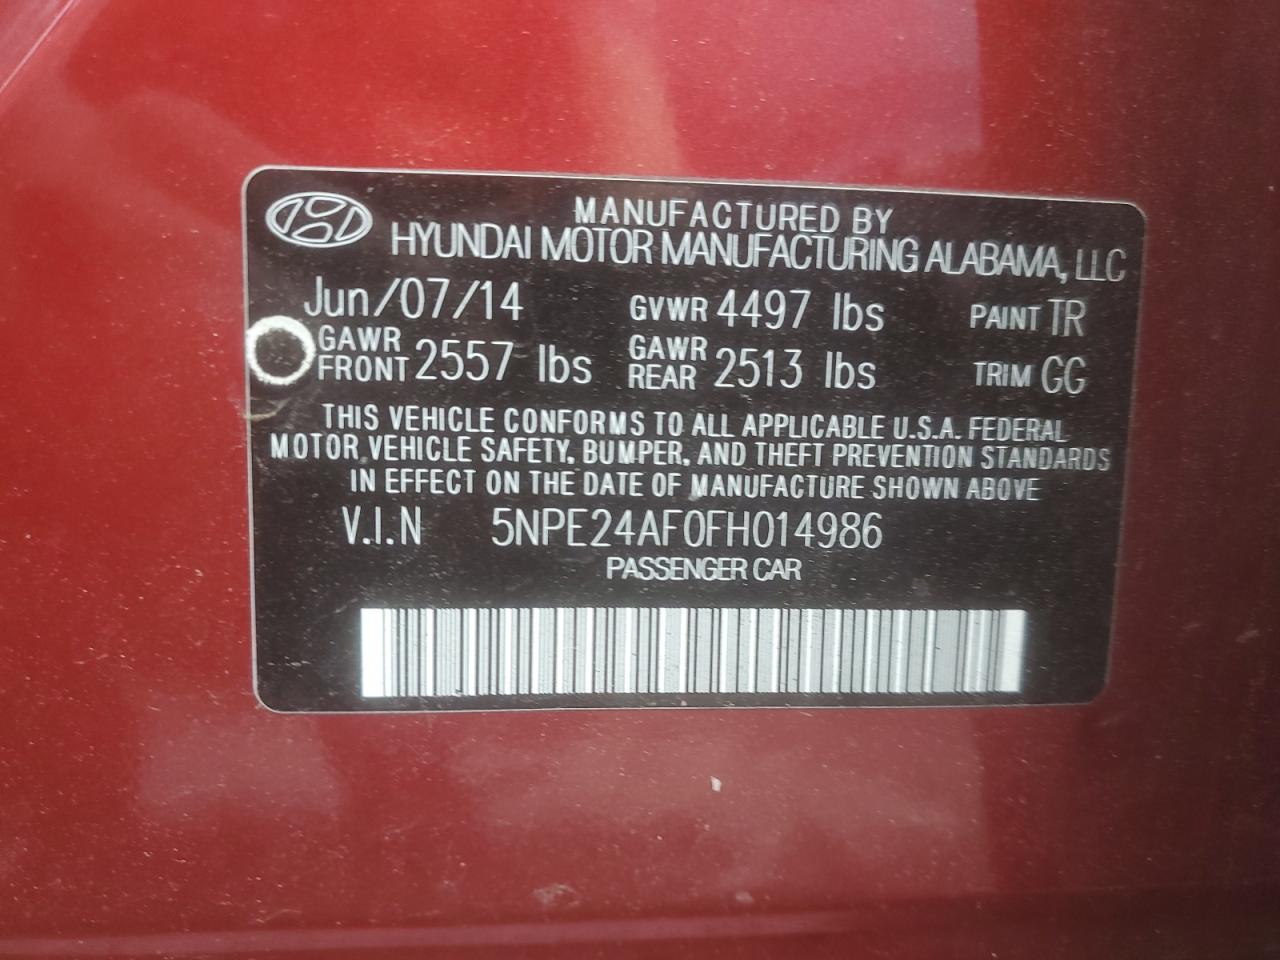 MANUFACTURED BY
HYUNDAI MOTOR MANUFACTURING ALABAMA, LLC
Jun/07/14 GVWR 4497 lbs PAINT TR
GAWR FRONT 2557 lbs GAWR REAR 2513 lbs TRIM GG
THIS VEHICLE CONFORMS TO ALL APPLICABLE U.S.A. FEDERAL
MOTOR VEHICLE SAFETY, BUMPER, AND THEFT PREVENTION STANDARDS
IN EFFECT ON THE DATE OF MANUFACTURE SHOWN ABOVE
V.I.N 5NPE24AF0FH014986
PASSENGER CAR